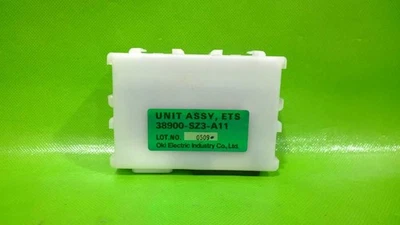 UNIT ASSY, ETS
38900-SZ3-A11
LOT.NO. 0509
Oki Electric Industry Co., Ltd.